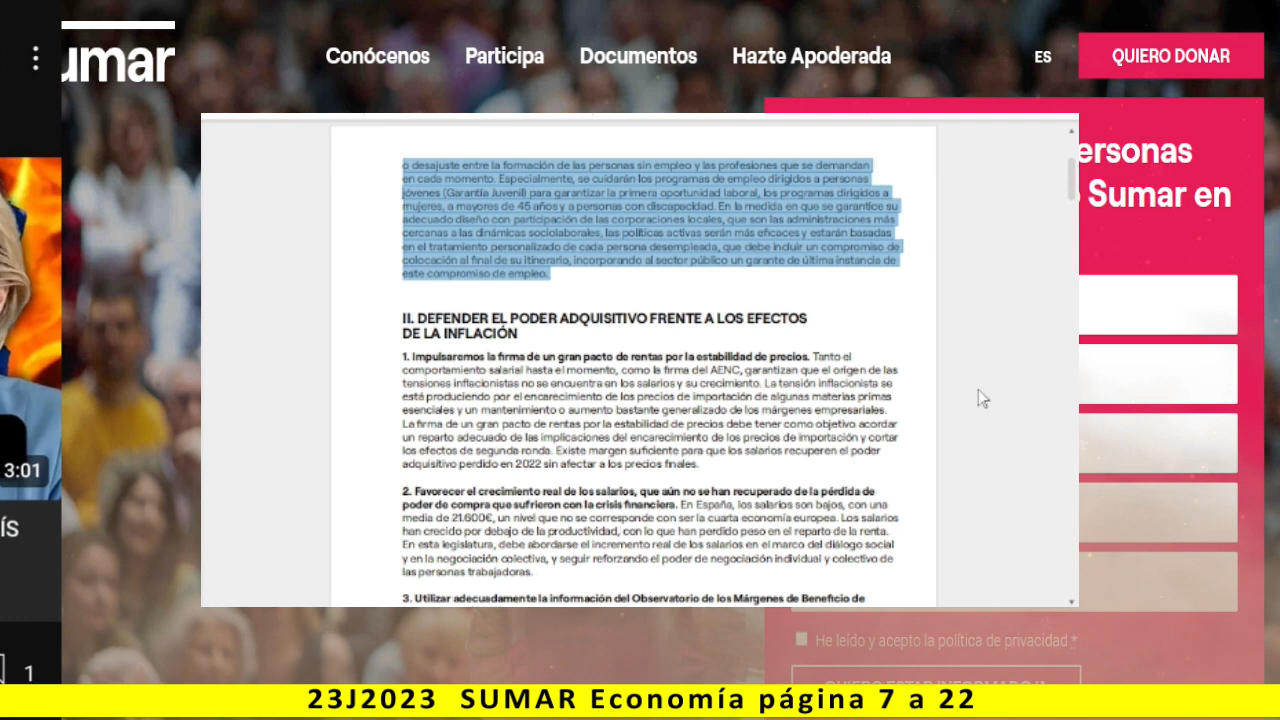 umar
Conócenos Participa Documentos Hazte Apoderada
ES
QUIERO DONAR
ersonas
Sumar en
o desajuste entre la formación de las personas sin empleo y las profesiones que se demandan
en cada momento. Especialmente, se cuidarán los programas de empleo dirigidos a personas
jóvenes (Garantía Juvenil) para garantizar la primera oportunidad laboral, los programas dirigidos a
mujeres, a mayores de 45 años y a personas con discapacidad. En la medida en que se garantice su
adecuado diseño con participación de las corporaciones locales, que son las administraciones más
cercanas a las dinámicas sociolaborales, las políticas activas serán más eficaces y estarán basadas
en el tratamiento personalizado de cada persona desempleada, que debe incluir un compromiso de
colocación al final de su itinerario, incorporando al sector público un garante de última instancia de
este compromiso de empleo.
II. DEFENDER EL PODER ADQUISITIVO FRENTE A LOS EFECTOS
DE LA INFLACIÓN
1. Impulsaremos la firma de un gran pacto de rentas por la estabilidad de precios. Tanto el
comportamiento salarial hasta el momento, como la firma del AENC, garantizan que el origen de las
tensiones inflacionistas no se encuentra en los salarios y su crecimiento. La tensión inflacionista se
está produciendo por el encarecimiento de los precios de importación de algunas materias primas
esenciales y un mantenimiento o aumento bastante generalizado de los márgenes empresariales.
La firma de un gran pacto de rentas por la estabilidad de precios debe tener como objetivo acordar
un reparto adecuado de las implicaciones del encarecimiento de los precios de importación y cortar
los efectos de segunda ronda. Existe margen suficiente para que los salarios recuperen el poder
adquisitivo perdido en 2022 sin afectar a los precios finales.
2. Favorecer el crecimiento real de los salarios, que aún no se han recuperado de la pérdida de
poder de compra que sufrieron con la crisis financiera. En España, los salarios son bajos, con una
media de 21.600€, un nivel que no se corresponde con ser la cuarta economía europea. Los salarios
han crecido por debajo de la productividad, con lo que han perdido peso en el reparto de la renta.
En esta legislatura, debe abordarse el incremento real de los salarios en el marco del diálogo social
y en la negociación colectiva, y seguir reforzando el poder de negociación individual y colectivo de
las personas trabajadoras.
3. Utilizar adecuadamente la información del Observatorio de los Márgenes de Beneficio de
3:01
ÍS
1
He leído y acepto la política de privacidad *
23J2023 SUMAR Economía página 7 a 22